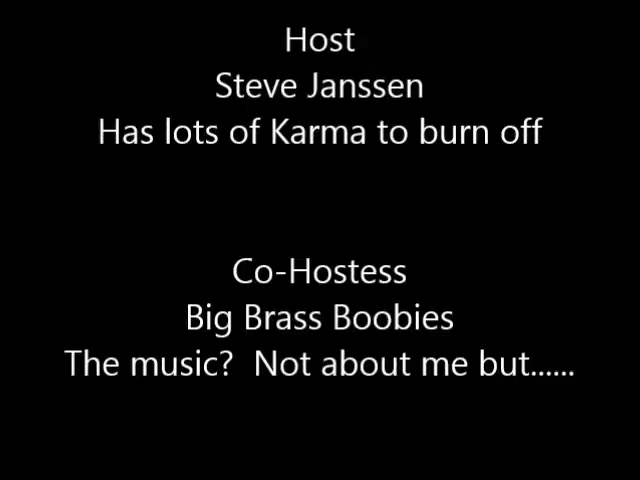 Host
Steve Janssen
Has lots of Karma to burn off
Co-Hostess
Big Brass Boobies
The music?  Not about me but......